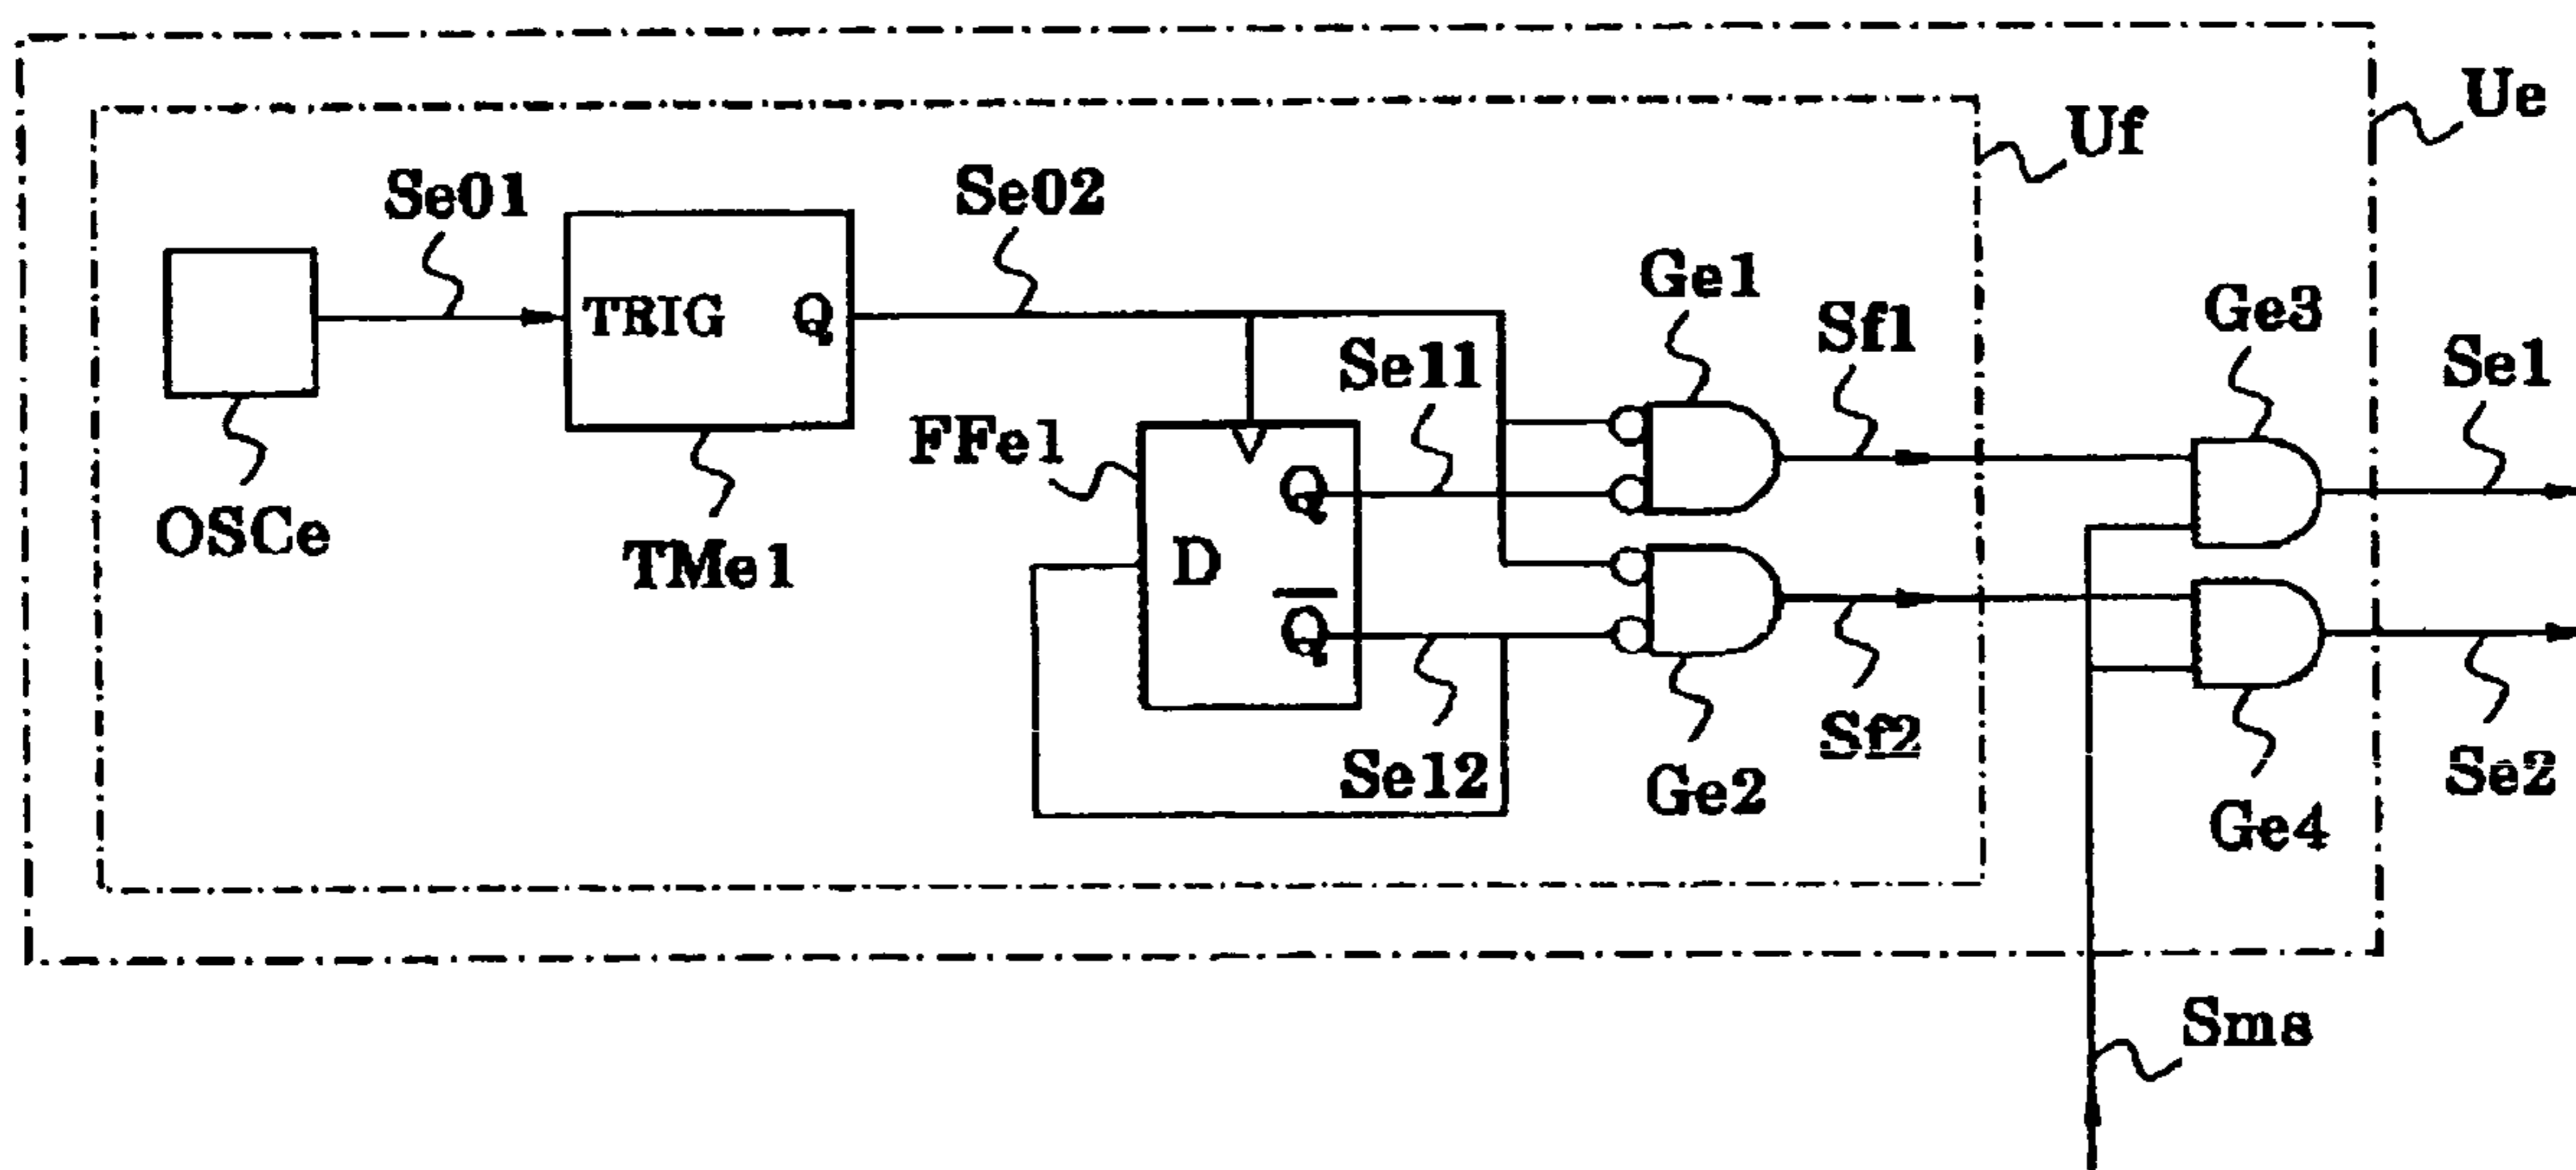 Ue
Uf
Se01
Se02
Ge1
Sf1
Ge3
Se1
TRIG Q
Se11
FFe1
Q
D
Q̅
OSCe
TMe1
Se12
Ge2
Sf2
Ge4
Se2
Sms